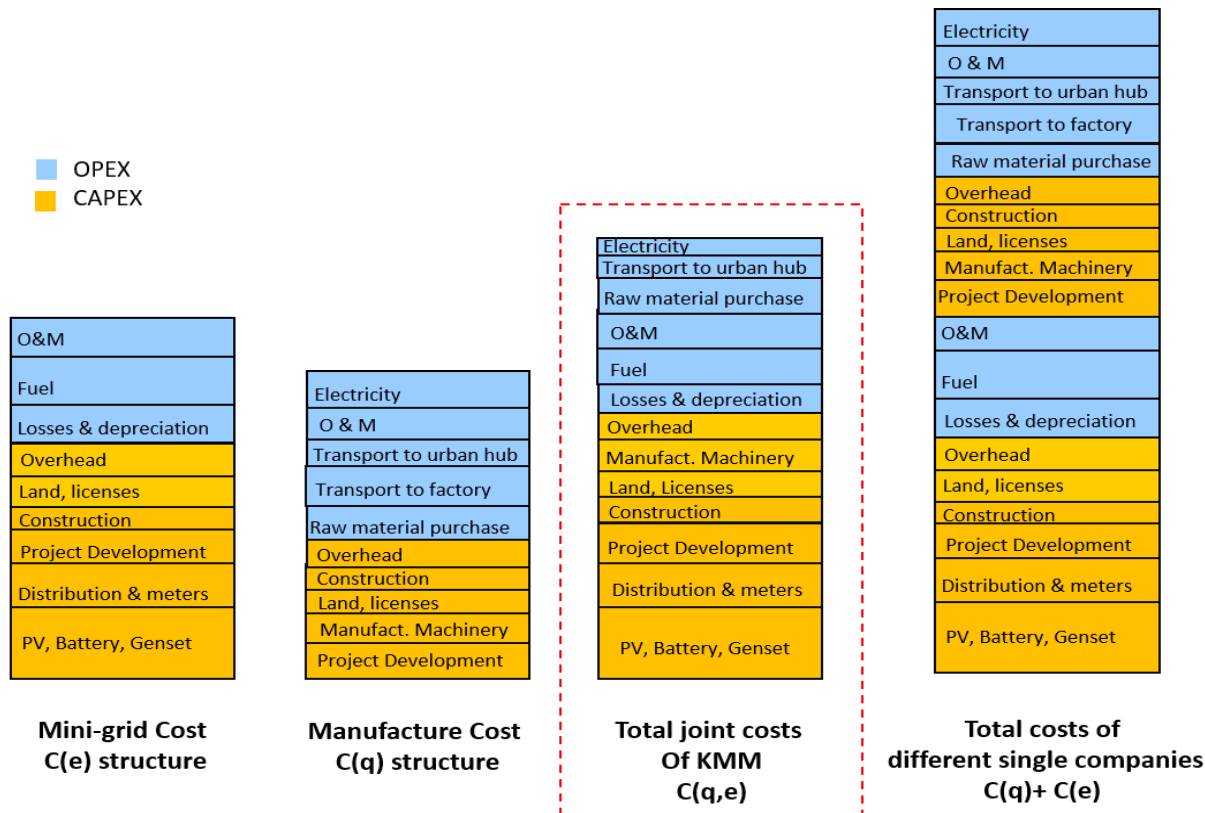 OPEX
CAPEX
O&M
Fuel
Losses & depreciation
Overhead
Land, licenses
Construction
Project Development
Distribution & meters
PV, Battery, Genset
Mini-grid Cost
C(e) structure
Electricity
O & M
Transport to urban hub
Transport to factory
Raw material purchase
Overhead
Construction
Land, licenses
Manufact. Machinery
Project Development
Manufacture Cost
C(q) structure
Electricity
Transport to urban hub
Raw material purchase
O&M
Fuel
Losses & depreciation
Overhead
Manufact. Machinery
Land, Licenses
Construction
Project Development
Distribution & meters
PV, Battery, Genset
Total joint costs
Of KMM
C(q,e)
Electricity
O & M
Transport to urban hub
Transport to factory
Raw material purchase
Overhead
Construction
Land, licenses
Manufact. Machinery
Project Development
O&M
Fuel
Losses & depreciation
Overhead
Land, licenses
Construction
Project Development
Distribution & meters
PV, Battery, Genset
Total costs of
different single companies
C(q)+ C(e)